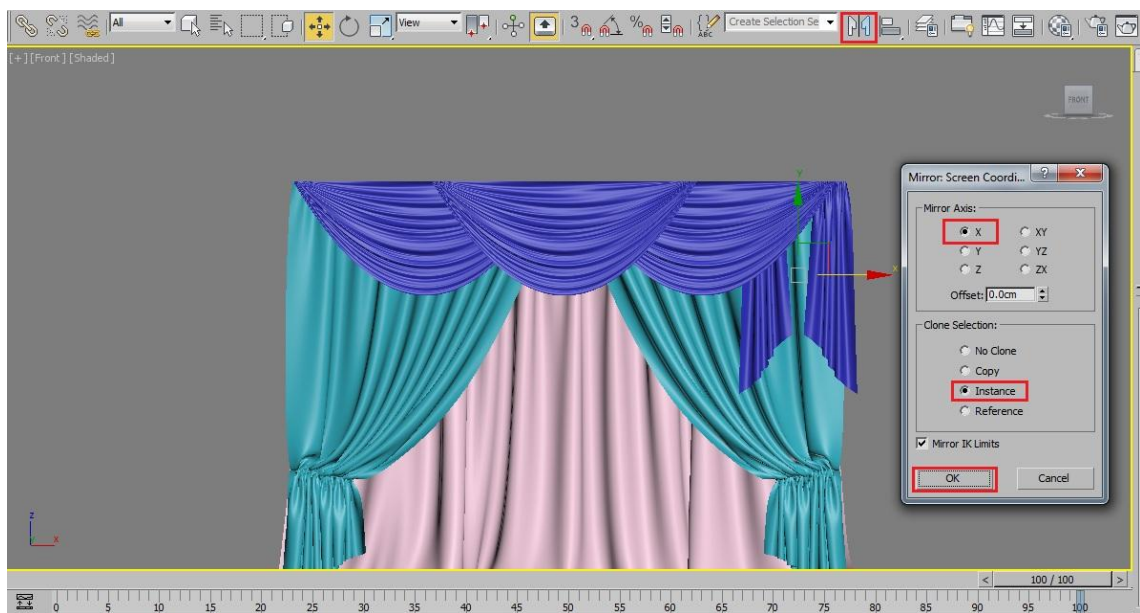 All
View
3
%
ABC
Create Selection Se
[+] [Front] [Shaded]
FRONT
Y
x
z
x
Mirror: Screen Coordi...
?
X
Mirror Axis:
X
XY
Y
YZ
Z
ZX
Offset: 0.0cm
Clone Selection:
No Clone
Copy
Instance
Reference
Mirror IK Limits
OK
Cancel
< 100 / 100 >
0 5 10 15 20 25 30 35 40 45 50 55 60 65 70 75 80 85 90 95 100